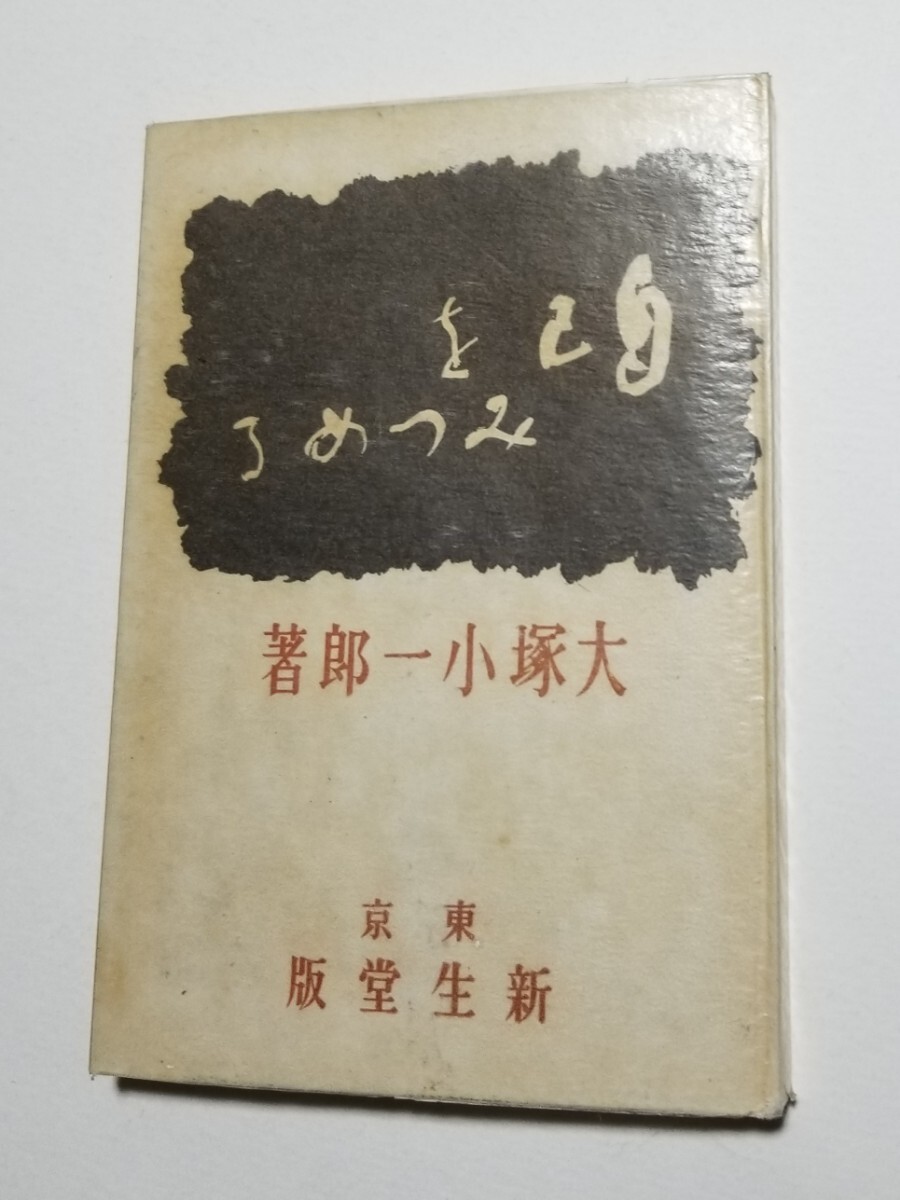 自己を
みつめる
大塚小一郎著
東京
新生堂版